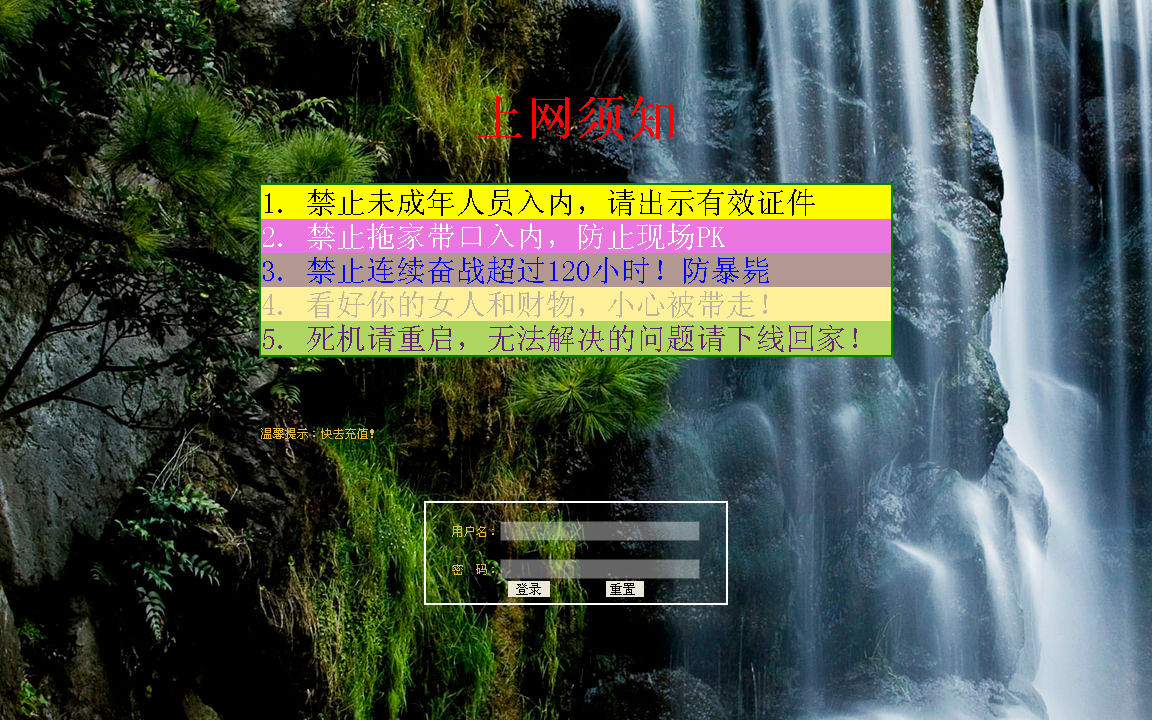 上网须知
1. 禁止未成年人员入内，请出示有效证件
2. 禁止拖家带口入内，防止现场PK
3. 禁止连续奋战超过120小时！防暴毙
4. 看好你的女人和财物，小心被带走！
5. 死机请重启，无法解决的问题请下线回家！
温馨提示：快去充值！
用户名：
密 码：
登录 重置